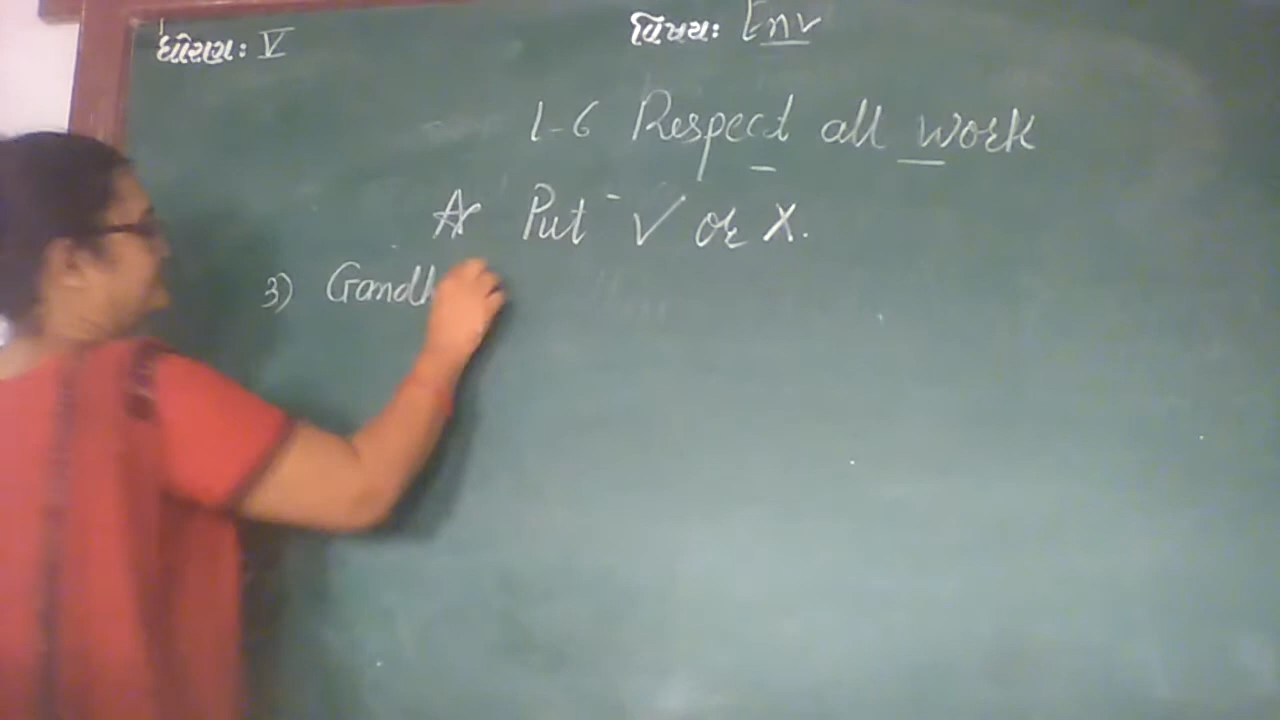 ધોરણ: V વિષય: Env
1-6 Respect all work
☆ Put ✓ or X.
3) Gandh